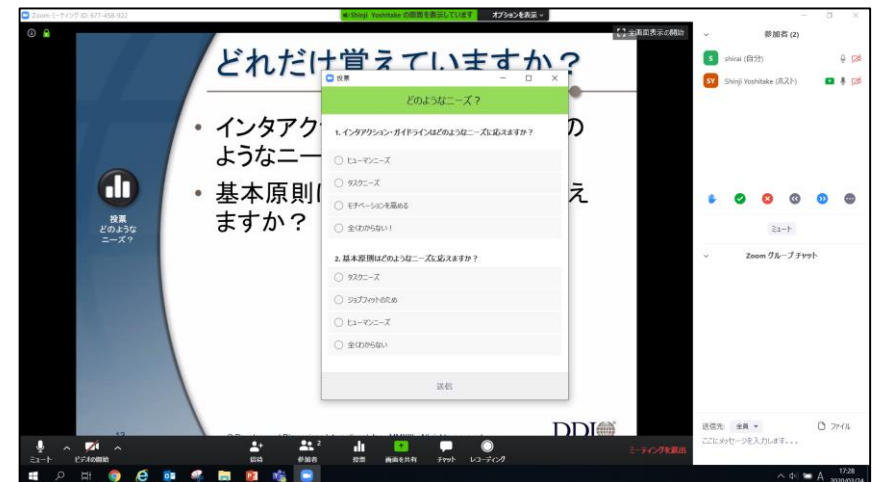 Zoom ミーティング ID: 677-458-922
Shinji Yoshitake の画面を表示しています
オプションを表示
全画面表示の開始
どれだけ覚えていますか?
インタアク
の
ようなニー
基本原則
え
ますか?
投票
どのような
ニーズ?
投票
どのようなニーズ?
1. インタアクション・ガイドラインはどのようなニーズに応えますか?
ヒューマンニーズ
タスクニーズ
モチベーションを高める
全くわからない!
2. 基本原則はどのようなニーズに応えますか?
タスクニーズ
ジョブフィットのため
ヒューマンニーズ
全くわからない
送信
DDI
参加者 (2)
S
shirai (自分)
SY
Shinji Yoshitake (ホスト)
ミュート
Zoom グループ チャット
送信先:
全員
ファイル
ここにメッセージを入力します...
ミュート
ビデオの開始
招待
2
参加者
投票
画面を共有
チャット
レコーディング
ミーティングを退出
A
17:28
2020/03/24